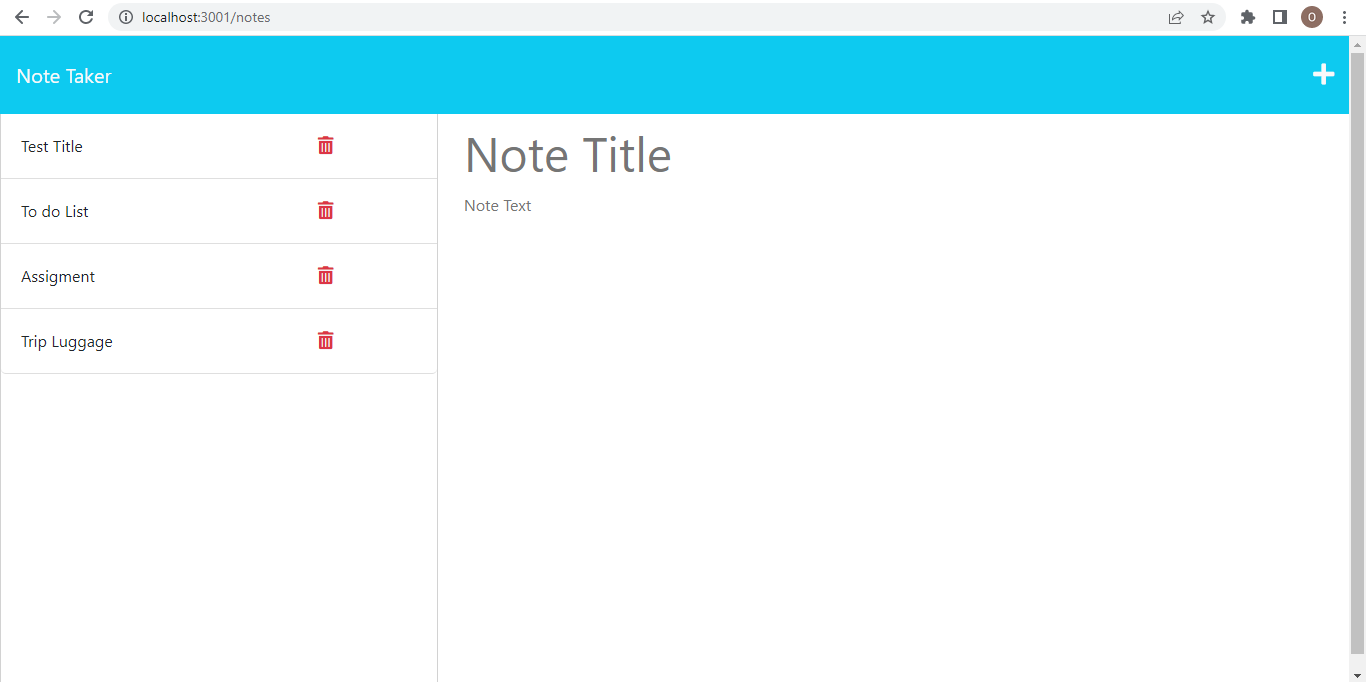 localhost:3001/notes
O
Note Taker
Test Title
To do List
Assigment
Trip Luggage
Note Title
Note Text